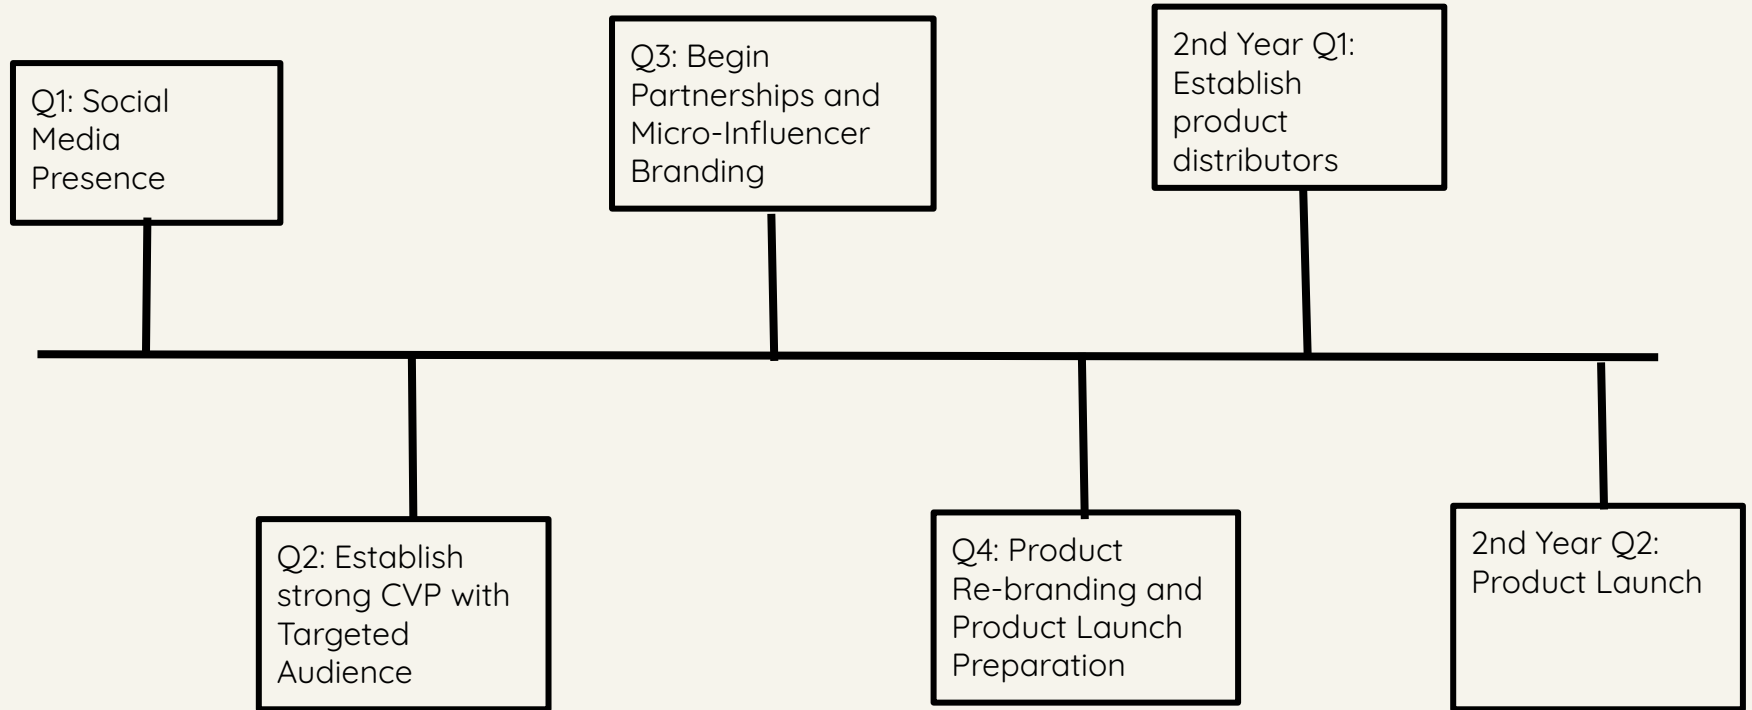 Q1: Social
Media
Presence
Q2: Establish
strong CVP with
Targeted
Audience
Q3: Begin
Partnerships and
Micro-Influencer
Branding
Q4: Product
Re-branding and
Product Launch
Preparation
2nd Year Q1:
Establish
product
distributors
2nd Year Q2:
Product Launch